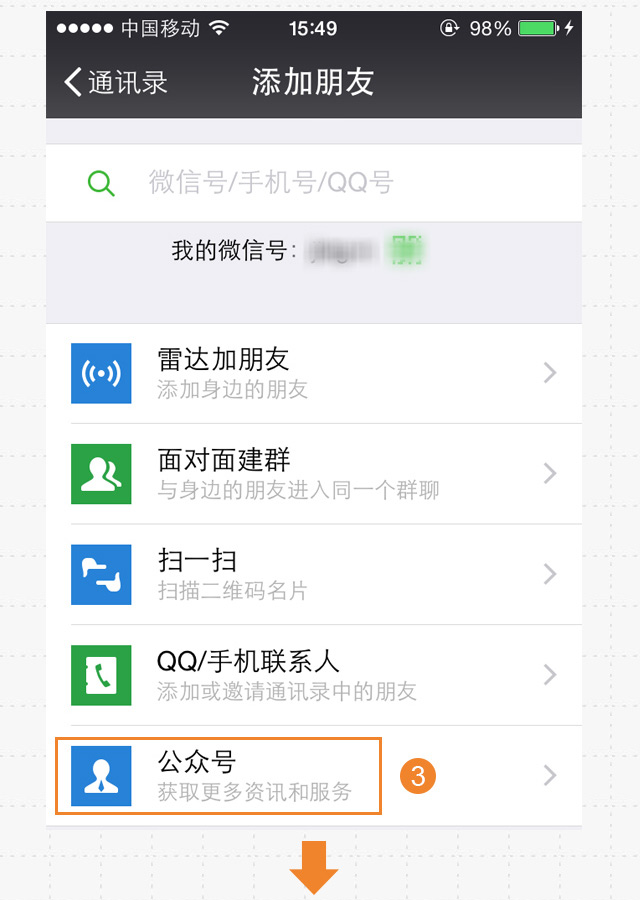 中国移动 15:49 98%
通讯录 添加朋友
微信号/手机号/QQ号
我的微信号:
雷达加朋友
添加身边的朋友
面对面建群
与身边的朋友进入同一个群聊
扫一扫
扫描二维码名片
QQ/手机联系人
添加或邀请通讯录中的朋友
公众号
获取更多资讯和服务
3